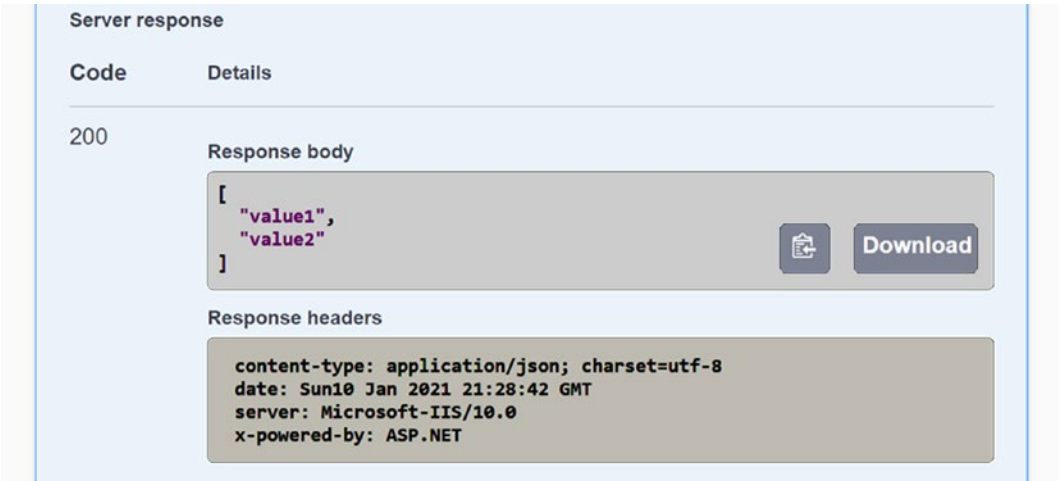 Server response
Code Details
200
Response body
[
"value1",
"value2"
]
Download
Response headers
content-type: application/json; charset=utf-8
date: Sun10 Jan 2021 21:28:42 GMT
server: Microsoft-IIS/10.0
x-powered-by: ASP.NET